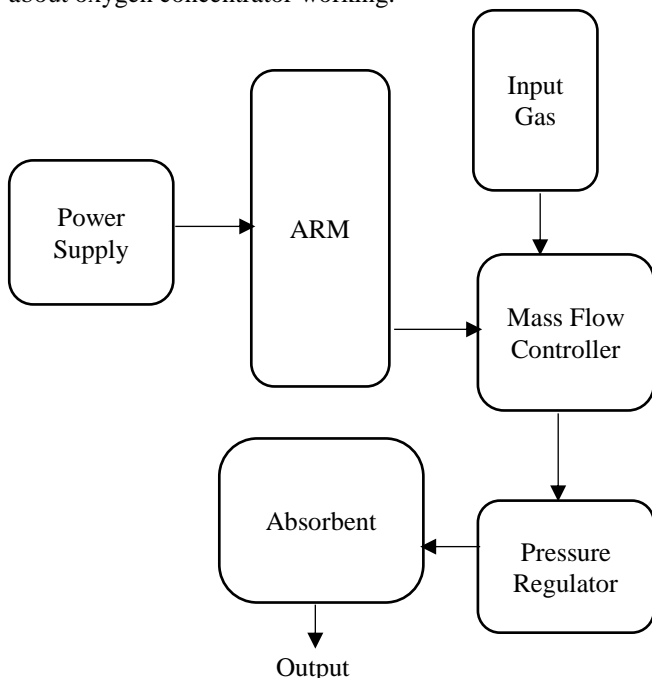 about oxygen concentrator working.
Input
Gas
Power
Supply
ARM
Mass Flow
Controller
Absorbent
Pressure
Regulator
Output